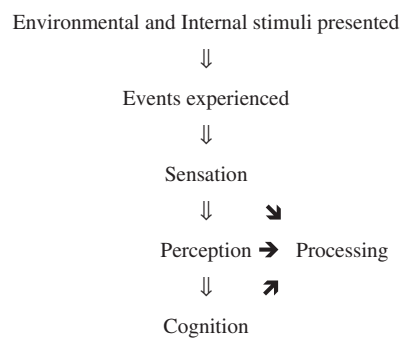 Environmental and Internal stimuli presented
⇓
Events experienced
⇓
Sensation
⇓ ➘
Perception ➔ Processing
⇓ ➚
Cognition